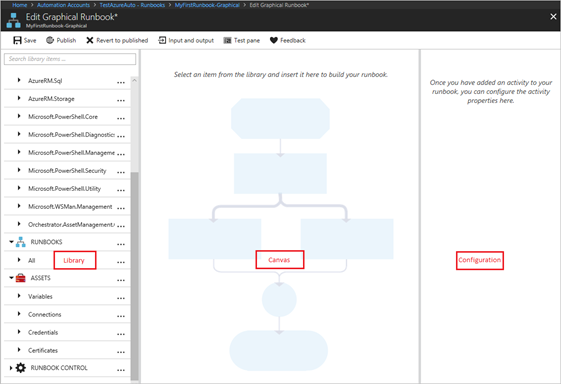 Home > Automation Accounts > TestAzureAuto - Runbooks > MyFirstRunbook-Graphical > Edit Graphical Runbook*
Edit Graphical Runbook*
MyFirstRunbook-Graphical
Save Publish Revert to published Input and output Test pane Feedback
Search library items ...
AzureRM.Sql ...
AzureRM.Storage ...
Microsoft.PowerShell.Core ...
Microsoft.PowerShell.Diagnostics ...
Microsoft.PowerShell.Manageme ...
Microsoft.PowerShell.Security ...
Microsoft.PowerShell.Utility ...
Microsoft.WSMan.Management ...
Orchestrator.AssetManagement. ...
RUNBOOKS
All Library ...
ASSETS
Variables ...
Connections ...
Credentials ...
Certificates ...
RUNBOOK CONTROL ...
Select an item from the library and insert it here to build your runbook.
Canvas
Once you have added an activity to your
runbook, you can configure the activity
properties here.
Configuration